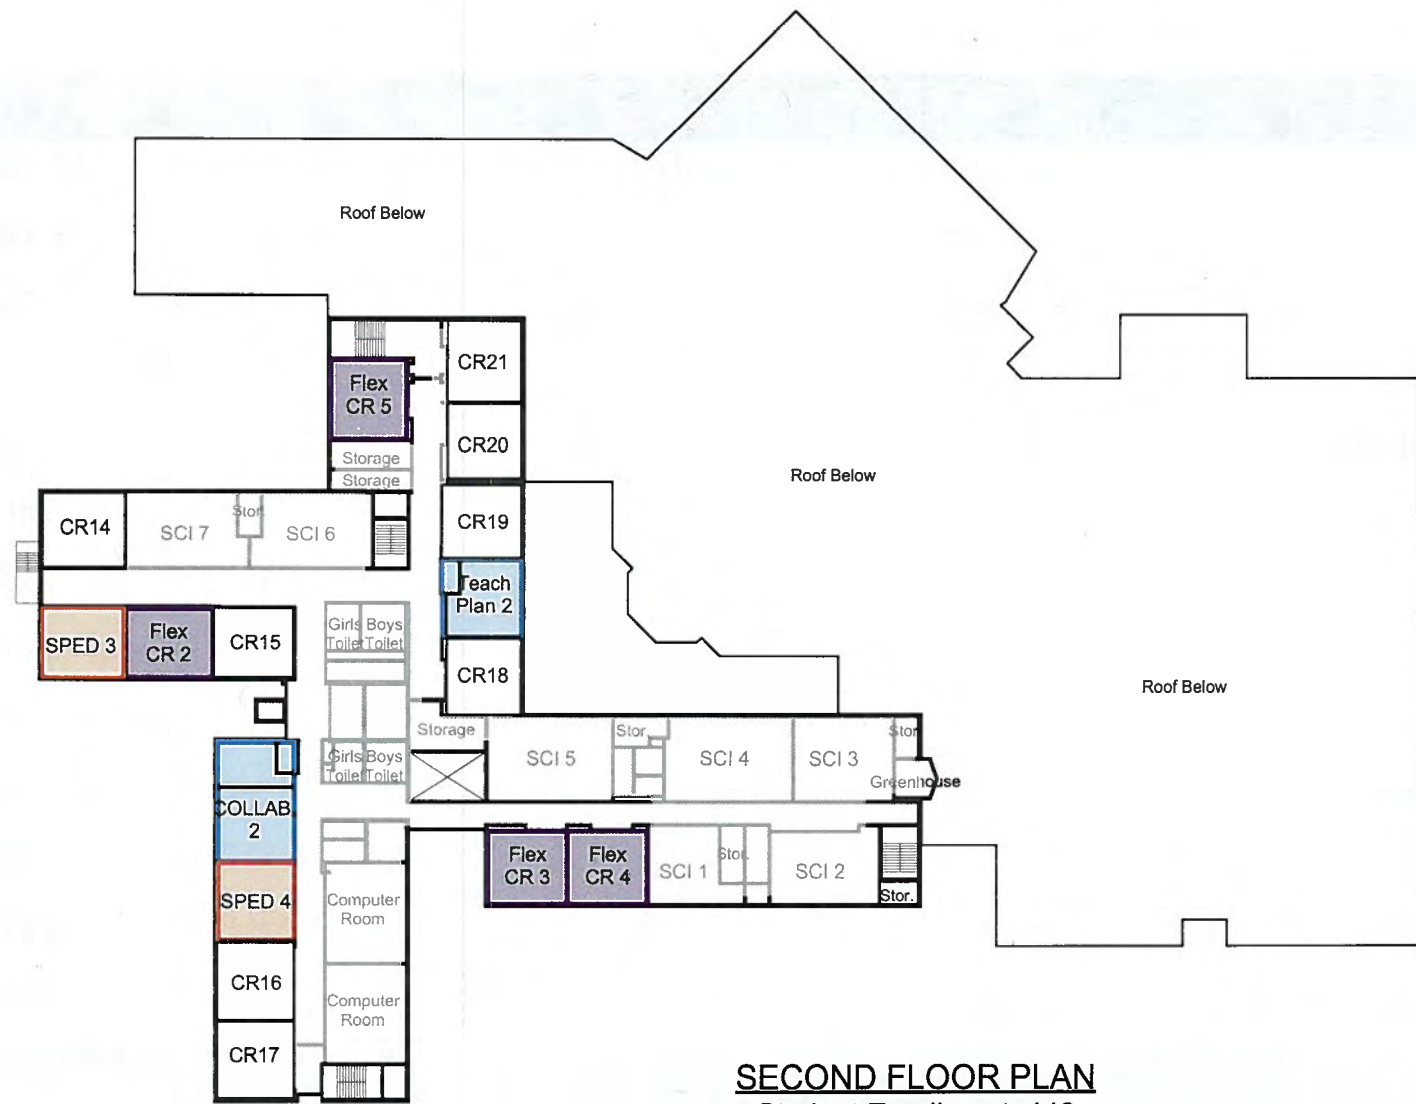 Roof Below
CR21
Flex
CR 5
CR20
Storage
Storage
Roof Below
CR14
SCI 7
Stor.
SCI 6
CR19
Teach
Plan 2
SPED 3
Flex
CR 2
CR15
Girls
Toilet
Boys
Toilet
CR18
Roof Below
Storage
SCI 5
Stor.
SCI 4
SCI 3
Stor.
Greenhouse
Girls
Toilet
Boys
Toilet
COLLAB.
2
Flex
CR 3
Flex
CR 4
SCI 1
Stor.
SCI 2
Stor.
SPED 4
Computer
Room
CR16
Computer
Room
CR17
SECOND FLOOR PLAN